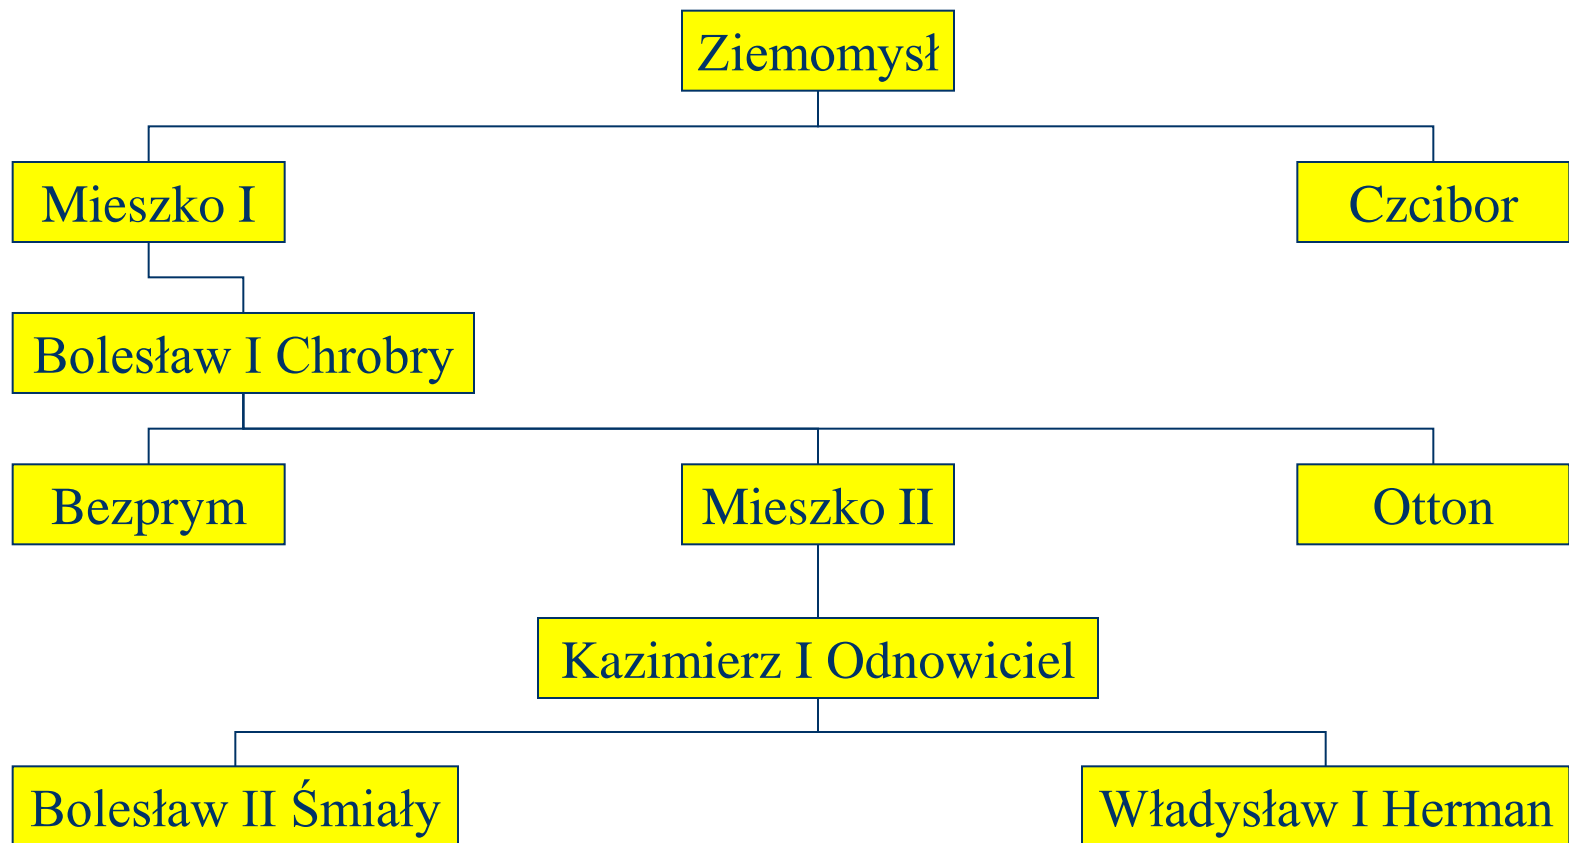 Ziemomysł
Mieszko I
Czcibor
Bolesław I Chrobry
Bezprym
Mieszko II
Otton
Kazimierz I Odnowiciel
Bolesław II Śmiały
Władysław I Herman